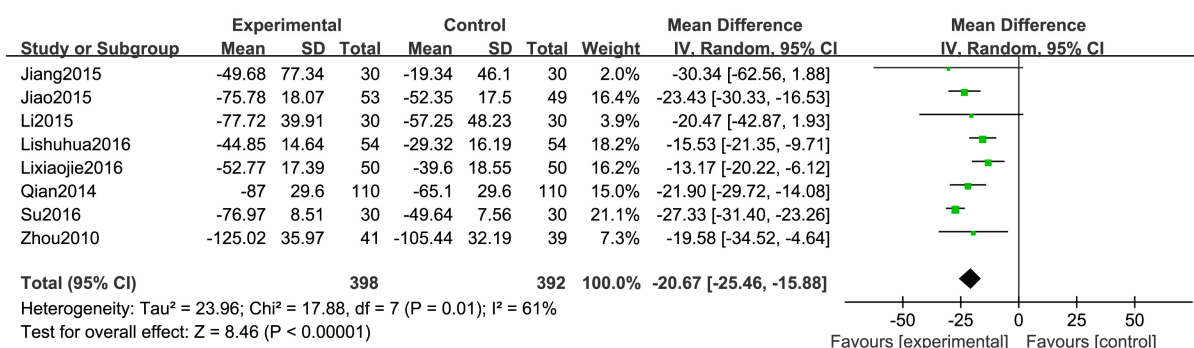 Experimental Control Mean Difference Mean Difference
Study or Subgroup Mean SD Total Mean SD Total Weight IV, Random, 95% CI IV, Random, 95% CI
Jiang2015 -49.68 77.34 30 -19.34 46.1 30 2.0% -30.34 [-62.56, 1.88]
Jiao2015 -75.78 18.07 53 -52.35 17.5 49 16.4% -23.43 [-30.33, -16.53]
Li2015 -77.72 39.91 30 -57.25 48.23 30 3.9% -20.47 [-42.87, 1.93]
Lishuhua2016 -44.85 14.64 54 -29.32 16.19 54 18.2% -15.53 [-21.35, -9.71]
Lixiaojie2016 -52.77 17.39 50 -39.6 18.55 50 16.2% -13.17 [-20.22, -6.12]
Qian2014 -87 29.6 110 -65.1 29.6 110 15.0% -21.90 [-29.72, -14.08]
Su2016 -76.97 8.51 30 -49.64 7.56 30 21.1% -27.33 [-31.40, -23.26]
Zhou2010 -125.02 35.97 41 -105.44 32.19 39 7.3% -19.58 [-34.52, -4.64]
Total (95% CI) 398 392 100.0% -20.67 [-25.46, -15.88]
Heterogeneity: Tau² = 23.96; Chi² = 17.88, df = 7 (P = 0.01); I² = 61%
Test for overall effect: Z = 8.46 (P < 0.00001)
-50 -25 0 25 50
Favours [experimental] Favours [control]